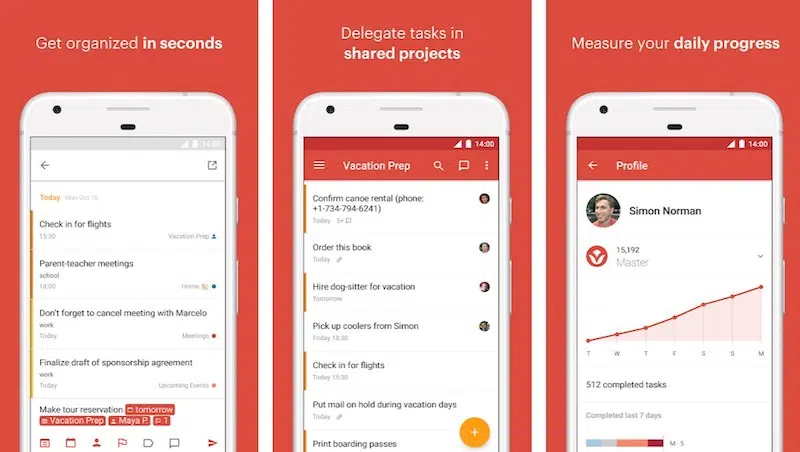 Get organized in seconds
14:00
Today Mon Oct 16
Check in for flights
15:30
Vacation Prep
Parent-teacher meetings
school
18:00
Home
Don't forget to cancel meeting with Marcelo
work
Today
Meetings
Finalize draft of sponsorship agreement
work
Today
Upcoming Events
Make tour reservation tomorrow
Vacation Prep Maya P. 1
Delegate tasks in
shared projects
14:00
Vacation Prep
Confirm canoe rental (phone:
+1-734-794-6241)
Today 5+
Order this book
Today
Hire dog-sitter for vacation
Tomorrow
Pick up coolers from Simon
Friday 18:30
Check in for flights
Today 15:30
Put mail on hold during vacation days
Today
Print boarding passes
+
Measure your daily progress
14:00
Profile
Simon Norman
15,192
Master
T W T F S S M
512 completed tasks
Completed last 7 days
M - 5